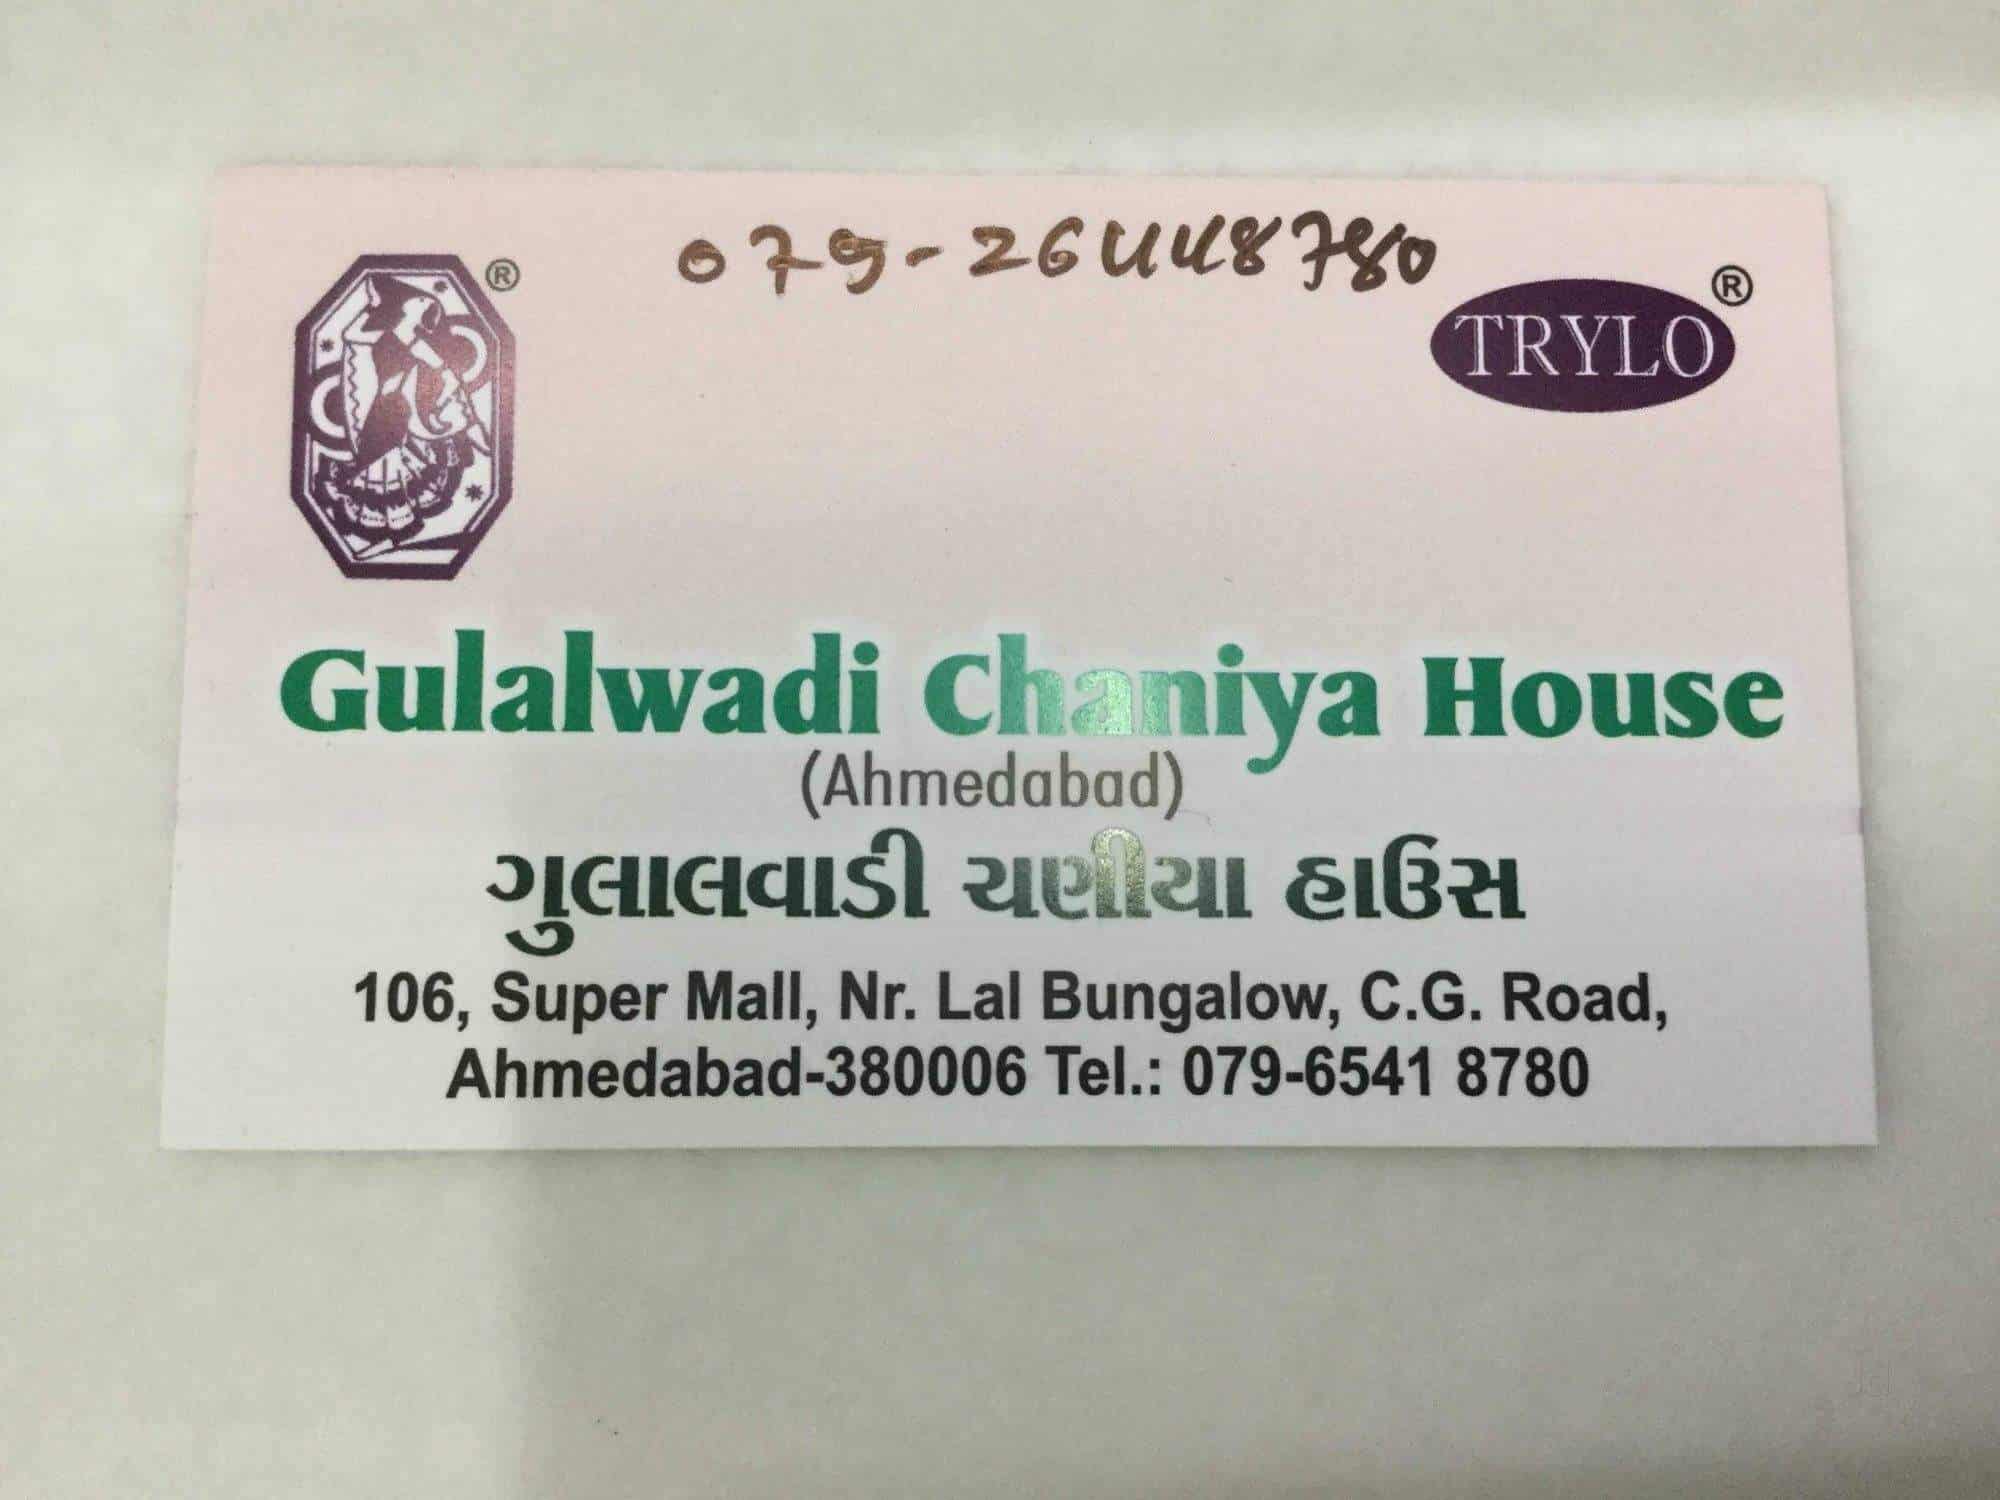 079-26448780
®
TRYLO ®
Gulalwadi Chaniya House
(Ahmedabad)
ગુલાલવાડી ચણીયા હાઉસ
106, Super Mall, Nr. Lal Bungalow, C.G. Road,
Ahmedabad-380006 Tel.: 079-6541 8780